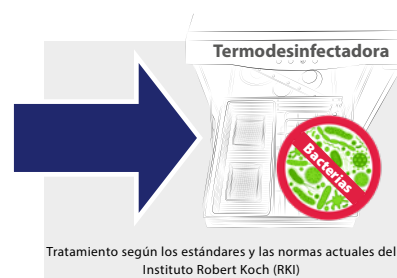 Termodesinfectadora
Bacterias
Tratamiento según los estándares y las normas actuales del
Instituto Robert Koch (RKI)